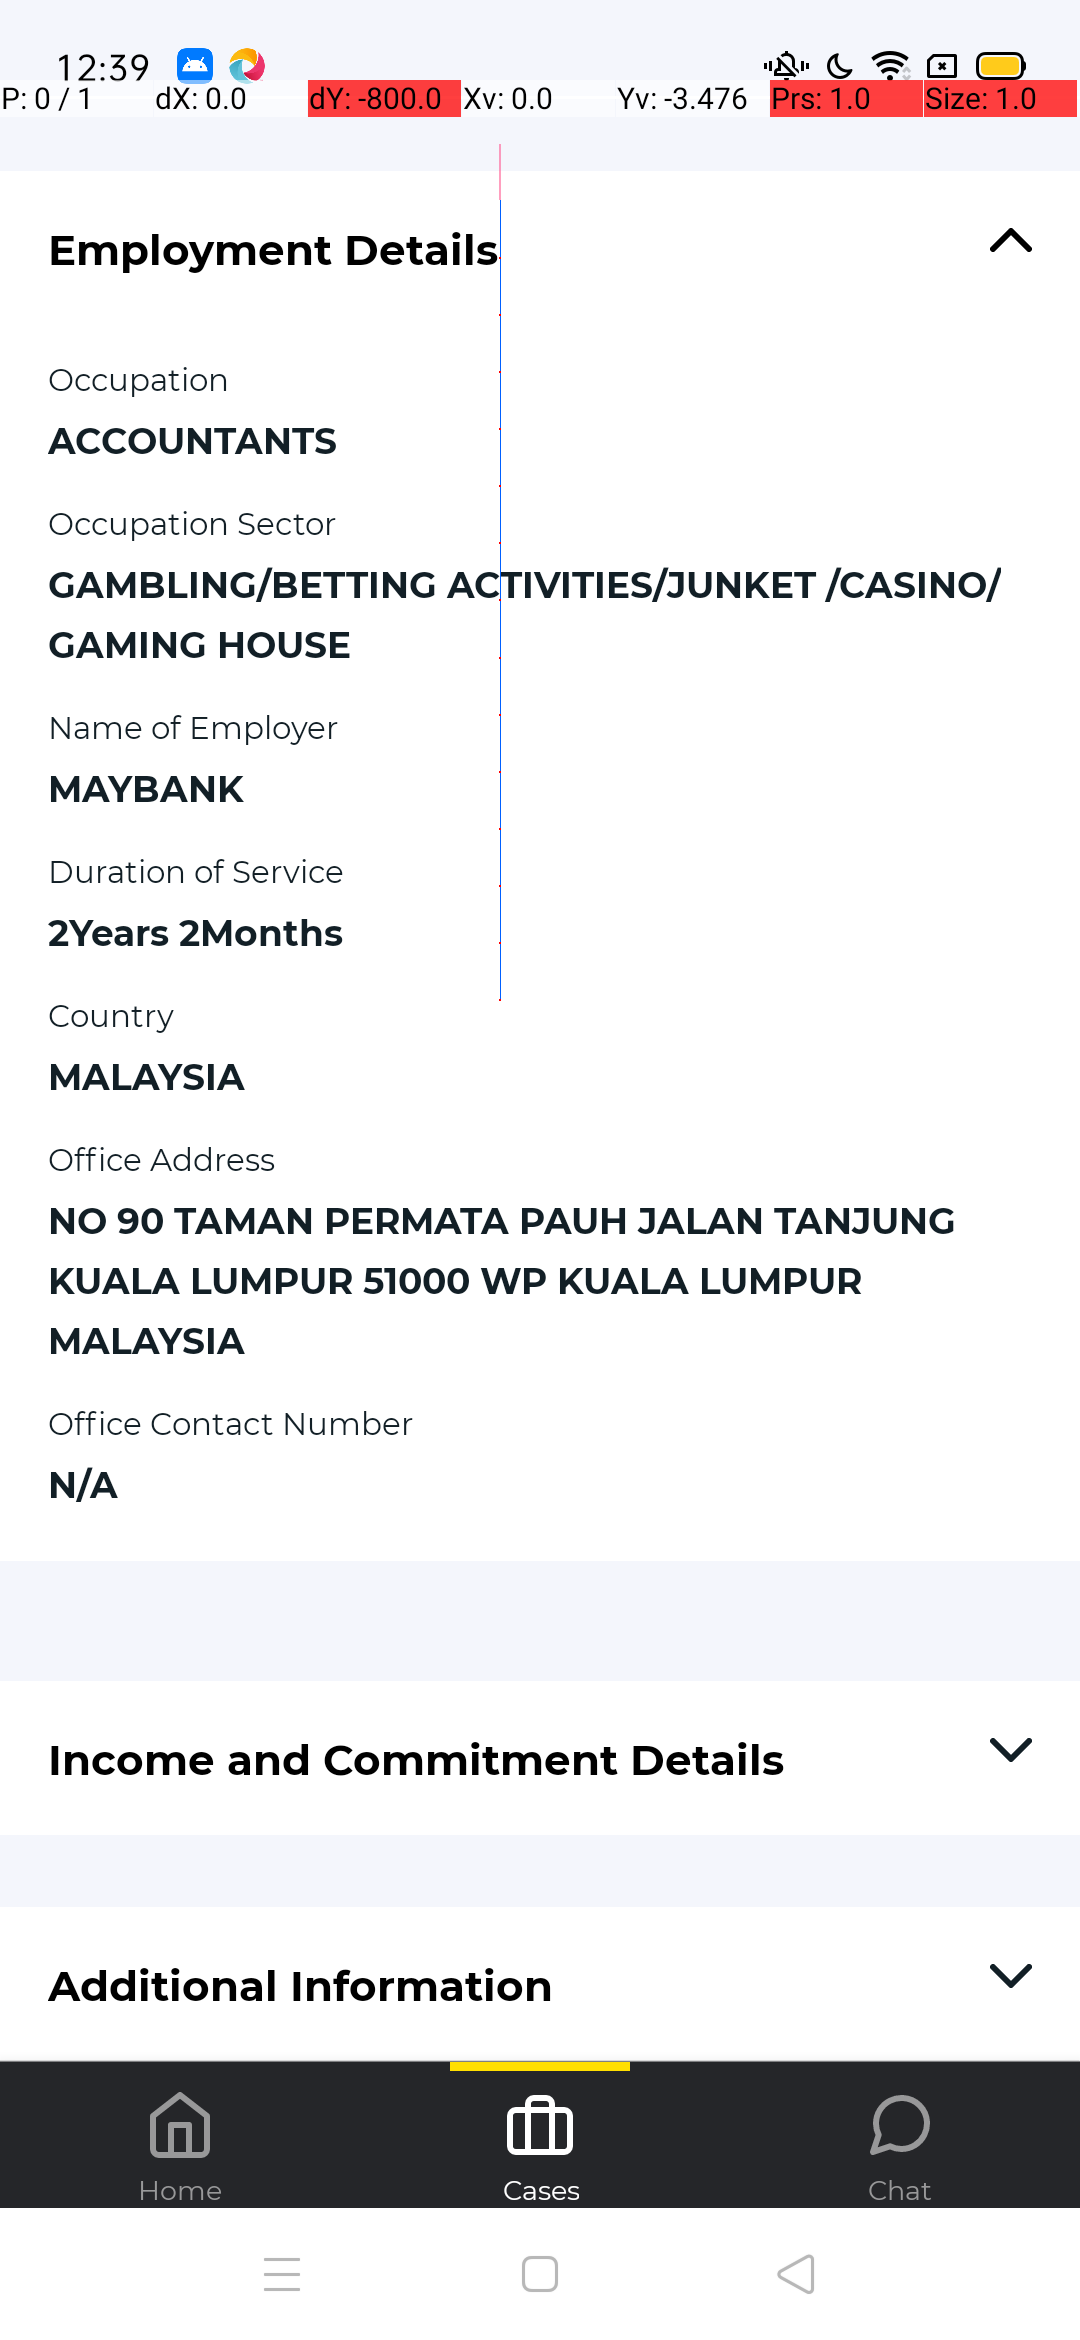 12:39
P: 0 / 1 dX: 0.0 dY: -800.0 Xv: 0.0 Yv: -3.476 Prs: 1.0 Size: 1.0
Employment Details
Occupation
ACCOUNTANTS
Occupation Sector
GAMBLING/BETTING ACTIVITIES/JUNKET /CASINO/
GAMING HOUSE
Name of Employer
MAYBANK
Duration of Service
2Years 2Months
Country
MALAYSIA
Office Address
NO 90 TAMAN PERMATA PAUH JALAN TANJUNG
KUALA LUMPUR 51000 WP KUALA LUMPUR
MALAYSIA
Office Contact Number
N/A
Income and Commitment Details
Additional Information
Home Cases Chat